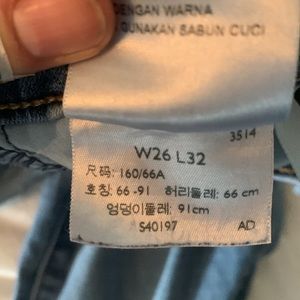 DENGAN WARNA
GUNAKAN SABUN CUCI
3514
W26 L32
尺码: 160/66A
호칭: 66-91 허리둘레: 66 cm
엉덩이둘레: 91cm
S40197 AD